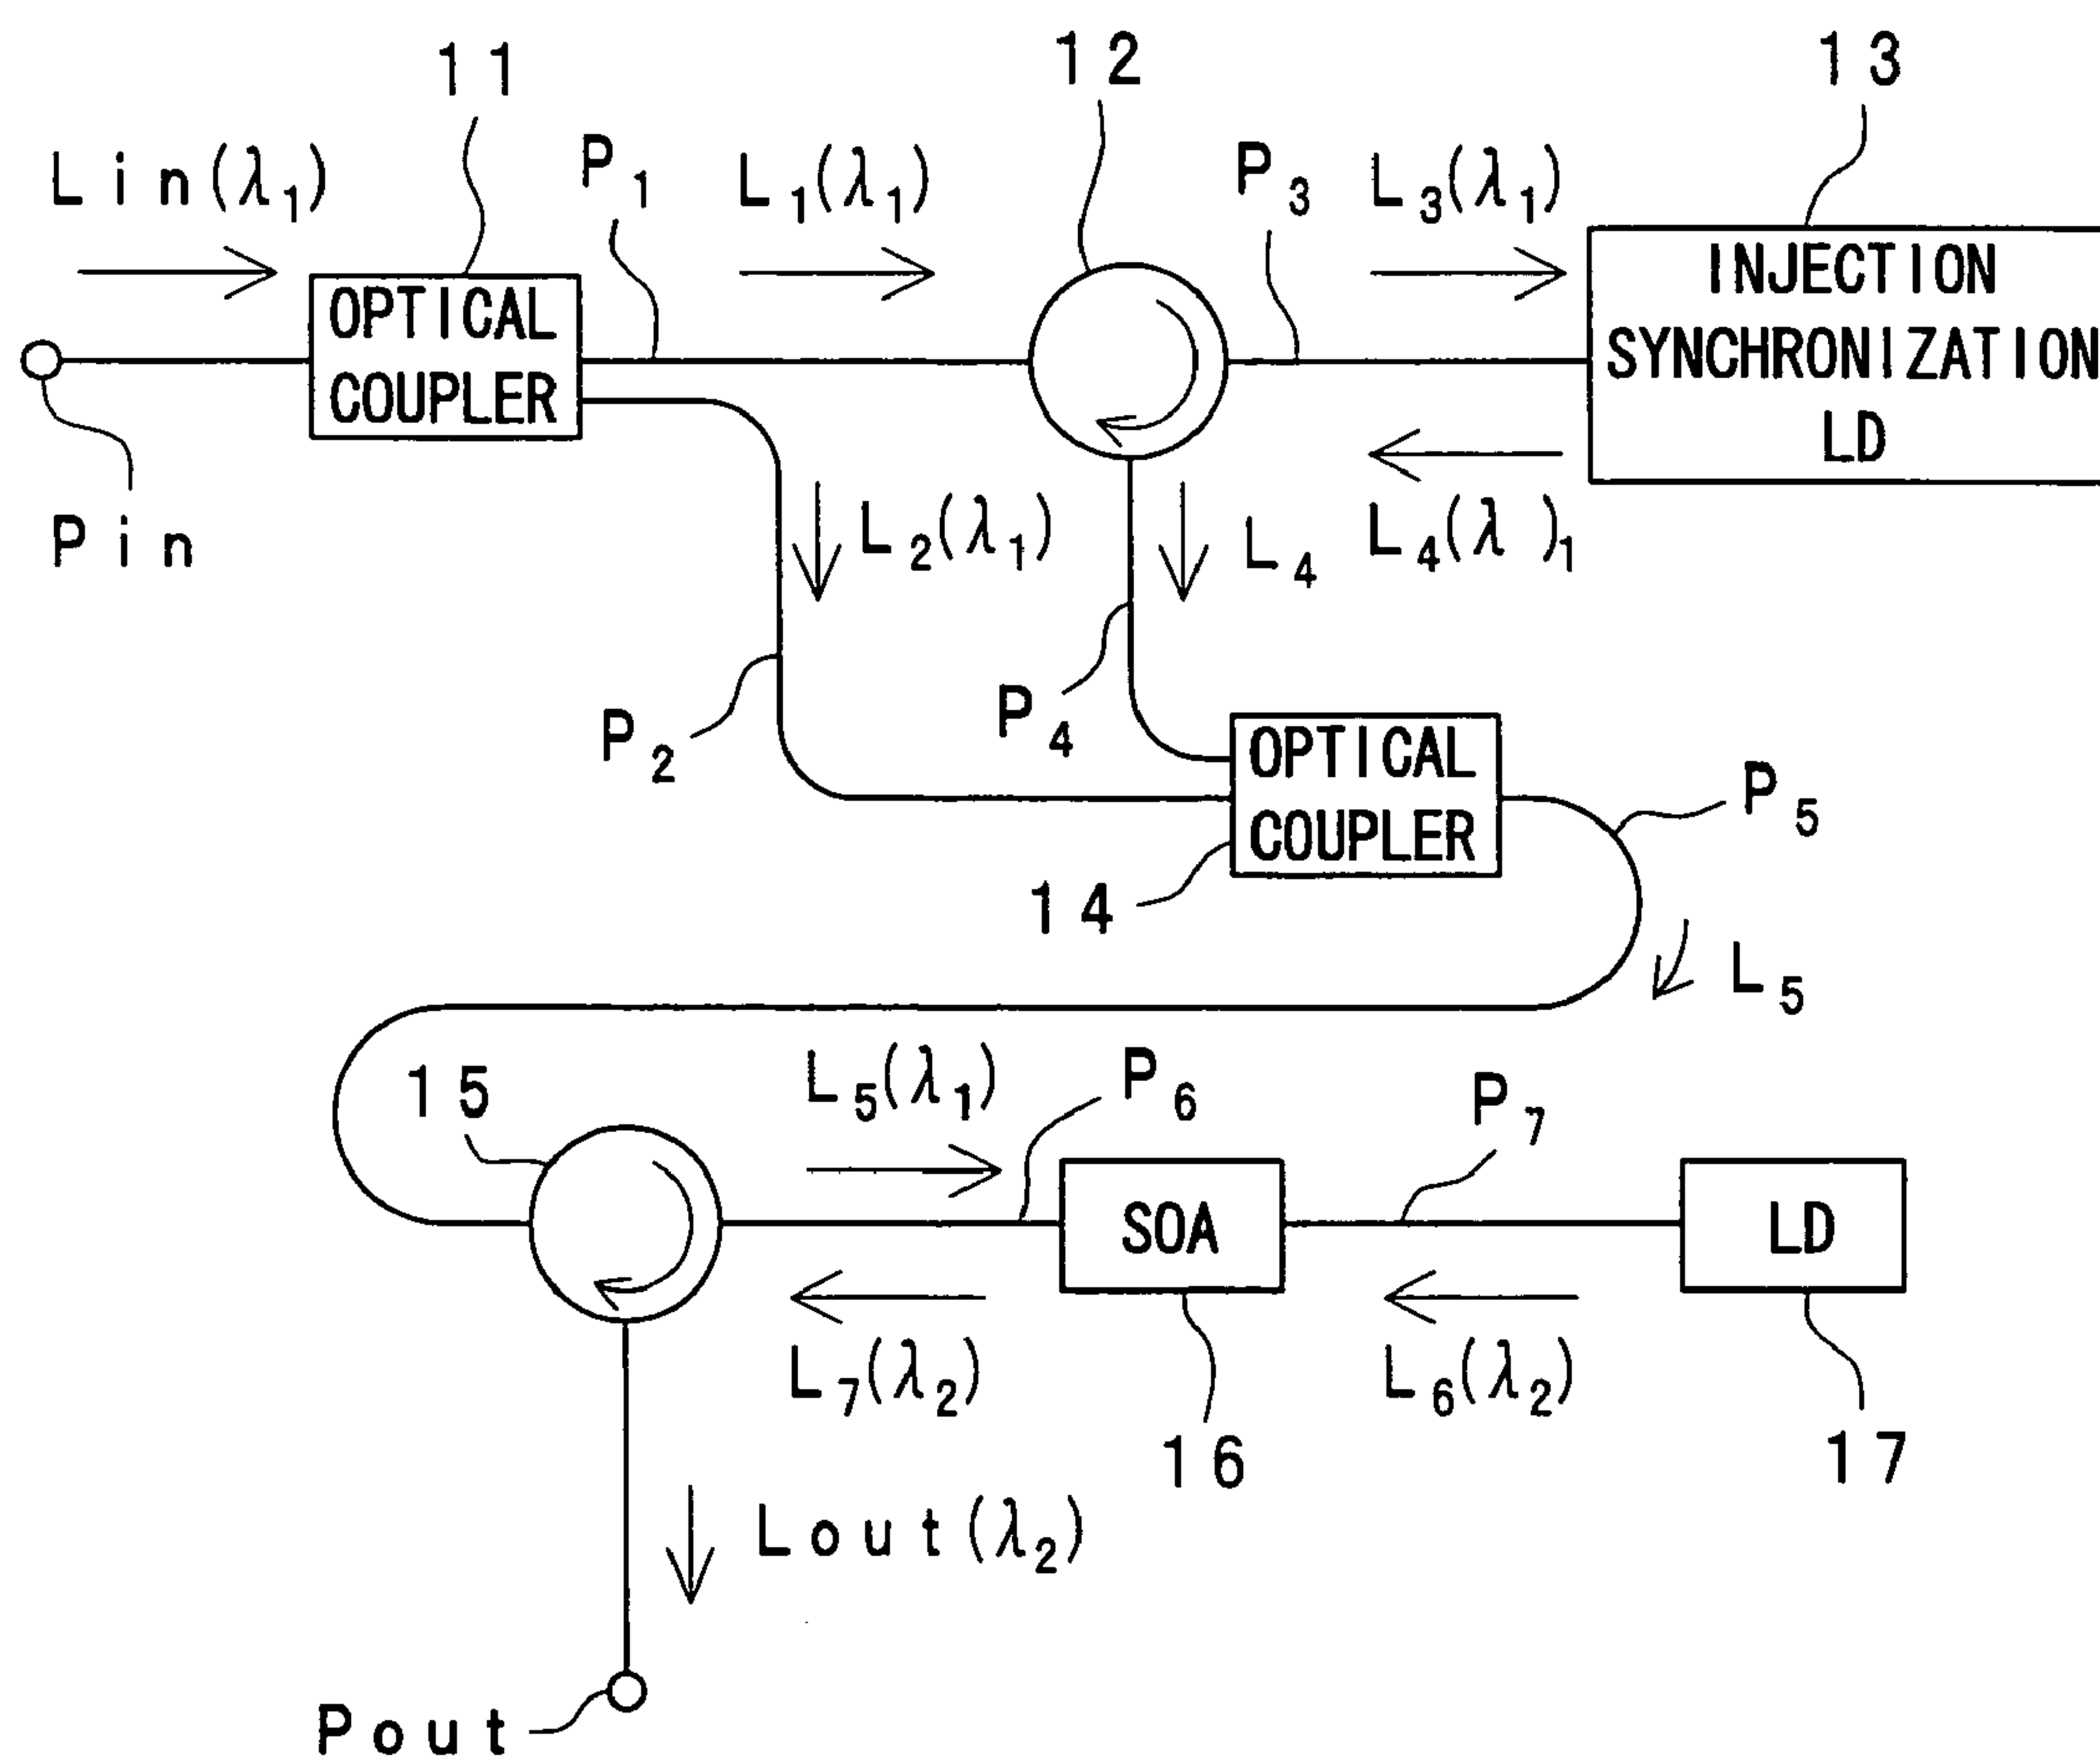 11
12
13
Lin(λ₁)
P₁
L₁(λ₁)
P₃
L₃(λ₁)
OPTICAL
COUPLER
INJECTION
SYNCHRONIZATION
LD
Pin
L₂(λ₁)
L₄
L₄(λ )₁
P₂
P₄
OPTICAL
COUPLER
P₅
14
L₅
15
L₅(λ₁)
P₆
P₇
SOA
LD
L₇(λ₂)
L₆(λ₂)
16
17
Lout(λ₂)
Pout